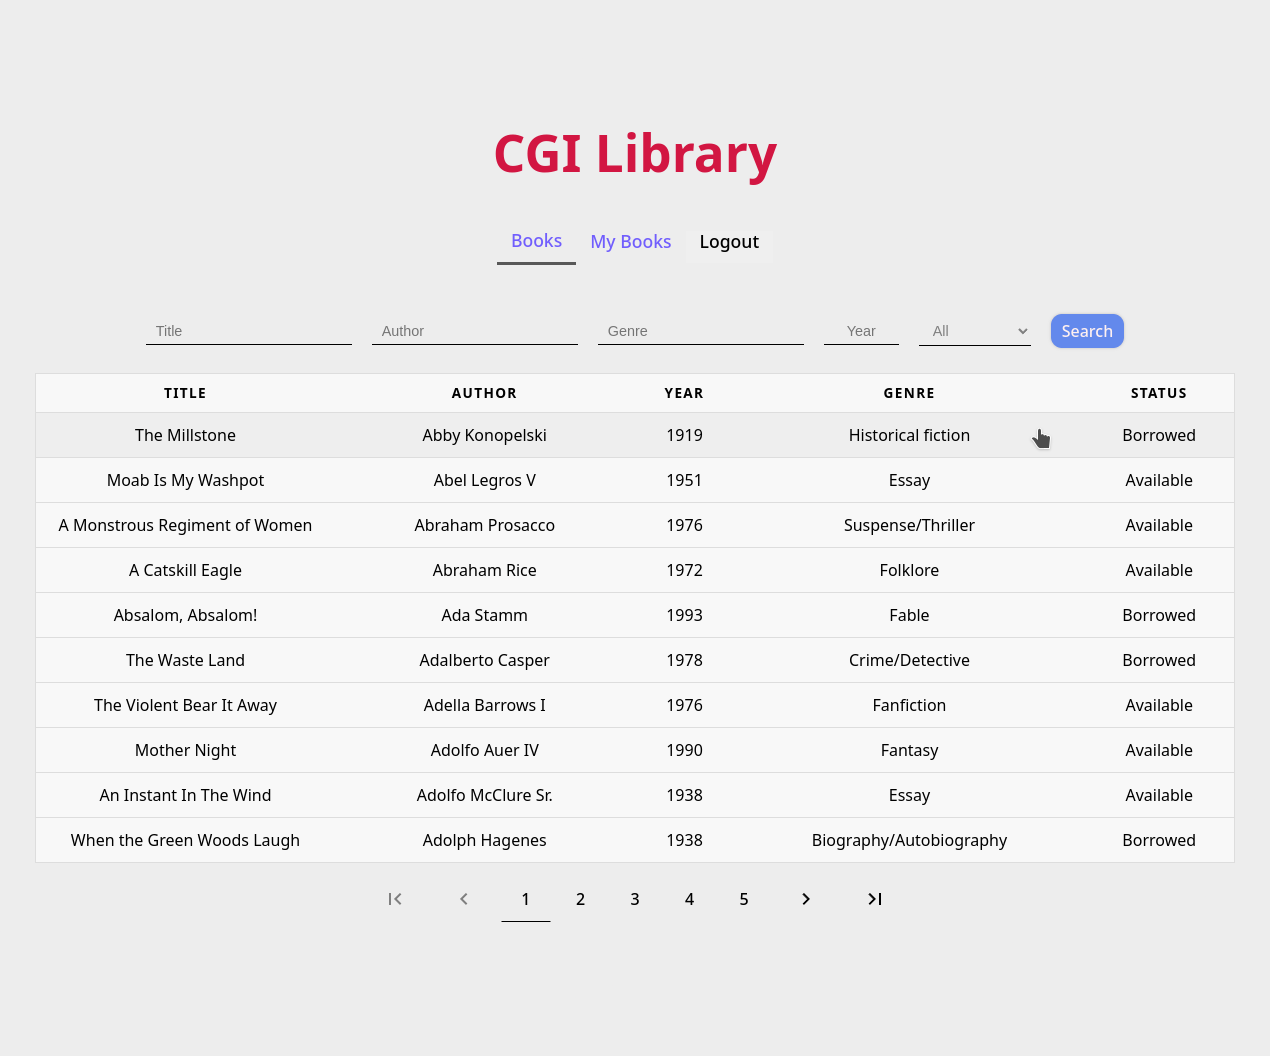 CGI Library
Books My Books Logout
Title Author Genre Year All Search
TITLE AUTHOR YEAR GENRE STATUS
The Millstone Abby Konopelski 1919 Historical fiction Borrowed
Moab Is My Washpot Abel Legros V 1951 Essay Available
A Monstrous Regiment of Women Abraham Prosacco 1976 Suspense/Thriller Available
A Catskill Eagle Abraham Rice 1972 Folklore Available
Absalom, Absalom! Ada Stamm 1993 Fable Borrowed
The Waste Land Adalberto Casper 1978 Crime/Detective Borrowed
The Violent Bear It Away Adella Barrows I 1976 Fanfiction Available
Mother Night Adolfo Auer IV 1990 Fantasy Available
An Instant In The Wind Adolfo McClure Sr. 1938 Essay Available
When the Green Woods Laugh Adolph Hagenes 1938 Biography/Autobiography Borrowed
1 2 3 4 5